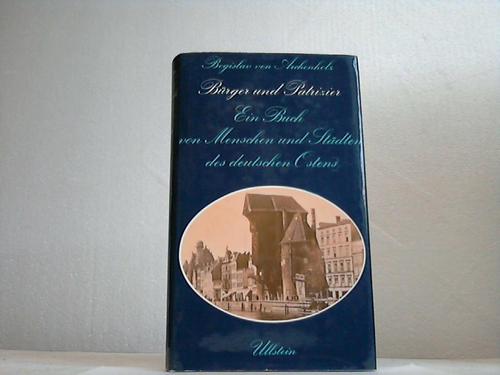 Bogislav von Archenholz
Bürger und Patrizier
Ein Buch
von Menschen und Städten
des deutschen Ostens
Ullstein